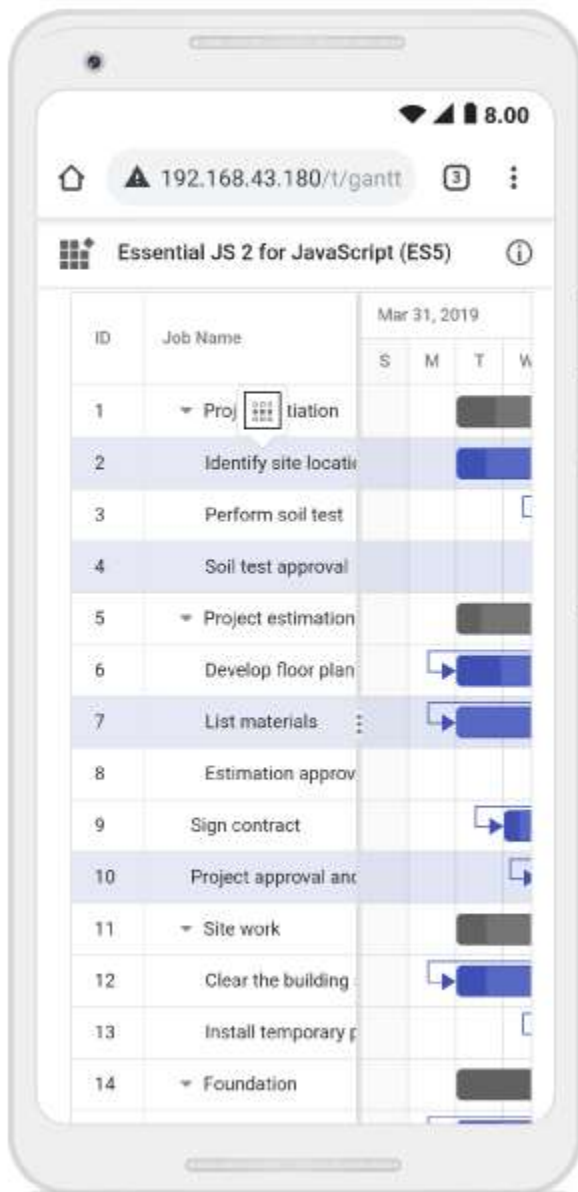 8.00
192.168.43.180/t/gantt 3
Essential JS 2 for JavaScript (ES5)
Mar 31, 2019
ID Job Name
S M T W
1 Proj tiation
2 Identify site locatio
3 Perform soil test
4 Soil test approval
5 Project estimation
6 Develop floor plan
7 List materials
8 Estimation approv
9 Sign contract
10 Project approval and
11 Site work
12 Clear the building
13 Install temporary p
14 Foundation